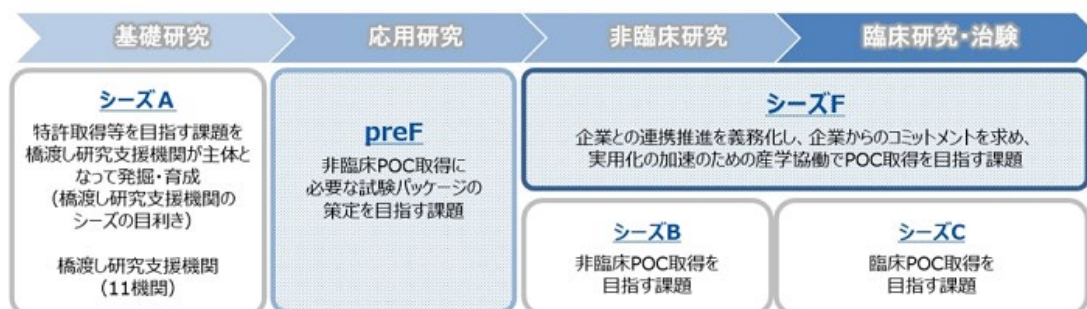 基礎研究
応用研究
非臨床研究
臨床研究・治験
シーズA
特許取得等を目指す課題を
橋渡し研究支援機関が主体と
なって発掘・育成
(橋渡し研究支援機関の
シーズの目利き)
橋渡し研究支援機関
(11機関)
preF
非臨床POC取得に
必要な試験パッケージの
策定を目指す課題
シーズF
企業との連携推進を義務化し、企業からのコミットメントを求め、
実用化の加速のための産学協働でPOC取得を目指す課題
シーズB
非臨床POC取得を
目指す課題
シーズC
臨床POC取得を
目指す課題